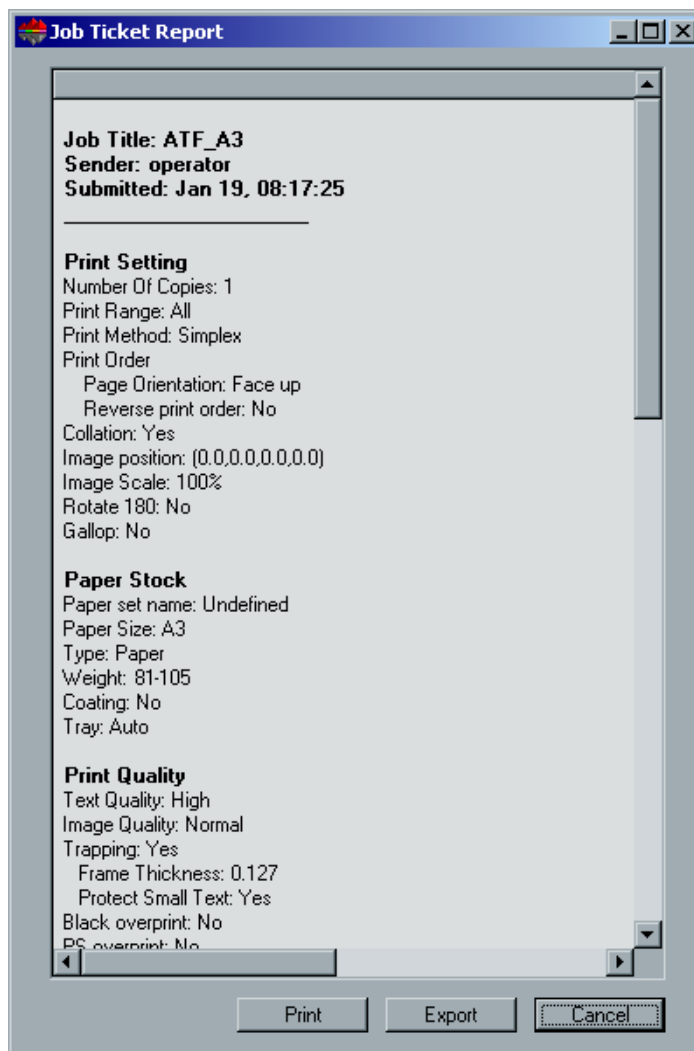 Job Ticket Report
Job Title: ATF_A3
Sender: operator
Submitted: Jan 19, 08:17:25
Print Setting
Number Of Copies: 1
Print Range: All
Print Method: Simplex
Print Order
Page Orientation: Face up
Reverse print order: No
Collation: Yes
Image position: (0.0,0.0,0.0,0.0)
Image Scale: 100%
Rotate 180: No
Gallop: No
Paper Stock
Paper set name: Undefined
Paper Size: A3
Type: Paper
Weight: 81-105
Coating: No
Tray: Auto
Print Quality
Text Quality: High
Image Quality: Normal
Trapping: Yes
Frame Thickness: 0.127
Protect Small Text: Yes
Black overprint: No
PS overprint: No
Print
Export
Cancel